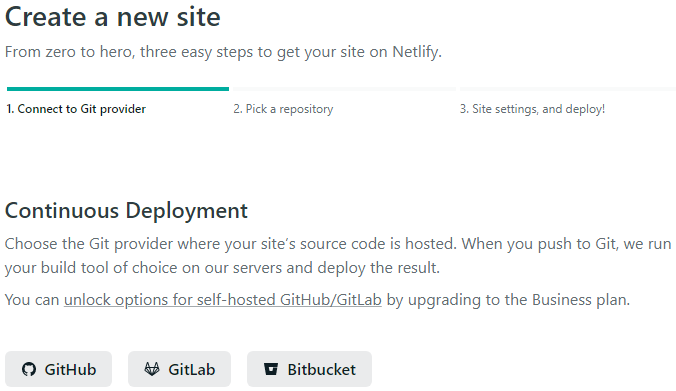 Create a new site
From zero to hero, three easy steps to get your site on Netlify.
1. Connect to Git provider
2. Pick a repository
3. Site settings, and deploy!
Continuous Deployment
Choose the Git provider where your site’s source code is hosted. When you push to Git, we run
your build tool of choice on our servers and deploy the result.
You can unlock options for self-hosted GitHub/GitLab by upgrading to the Business plan.
GitHub
GitLab
Bitbucket